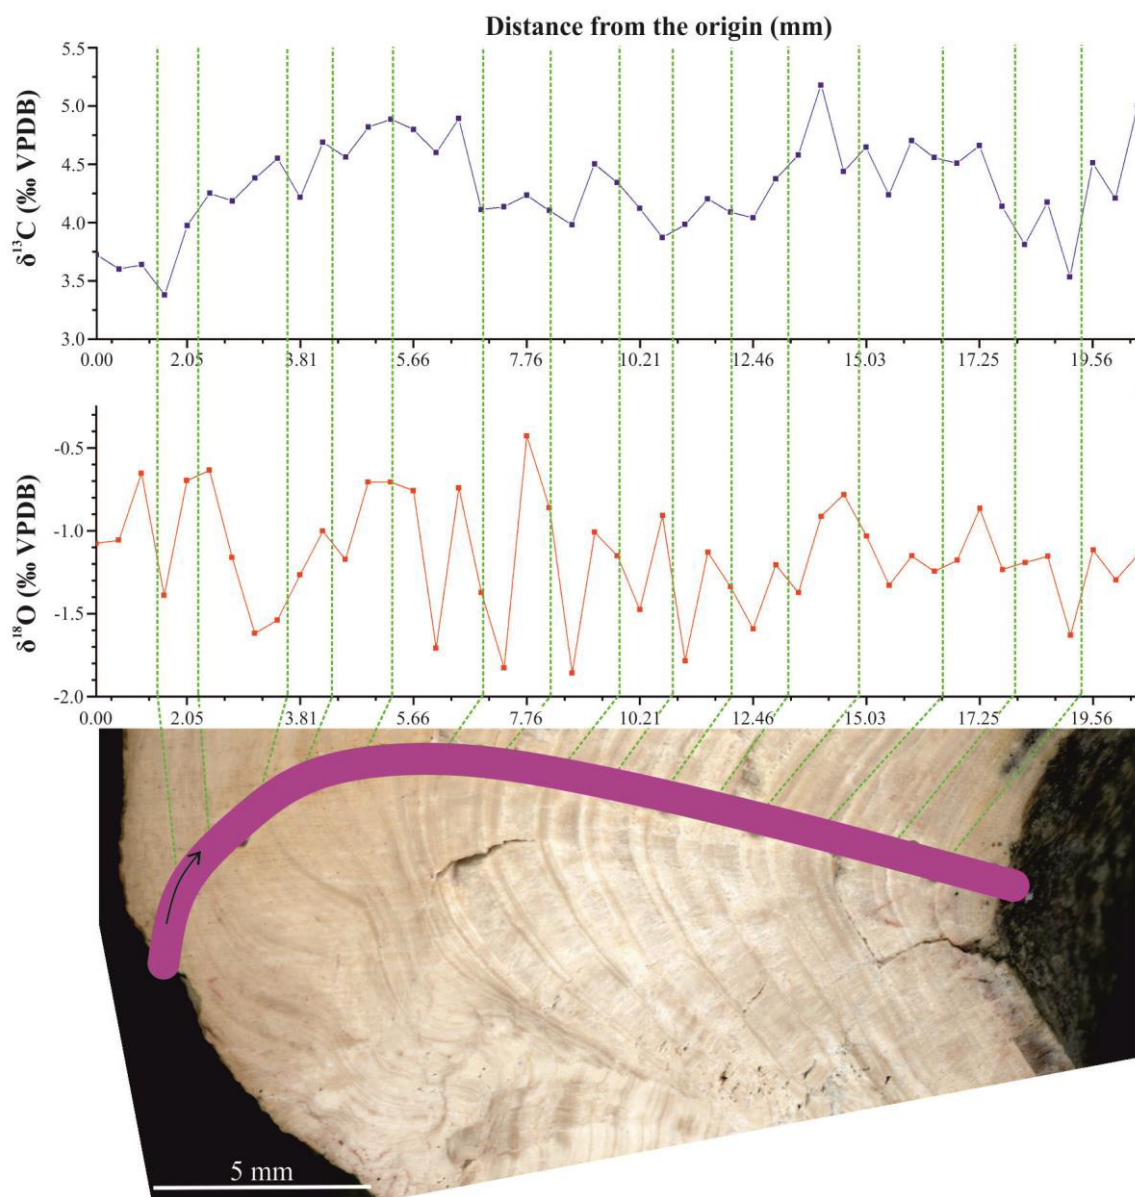 Distance from the origin (mm)
δ¹³C (‰ VPDB)
5.5
5.0
4.5
4.0
3.5
3.0
0.00 2.05 3.81 5.66 7.76 10.21 12.46 15.03 17.25 19.56
δ¹⁸O (‰ VPDB)
-0.5
-1.0
-1.5
-2.0
0.00 2.05 3.81 5.66 7.76 10.21 12.46 15.03 17.25 19.56
5 mm